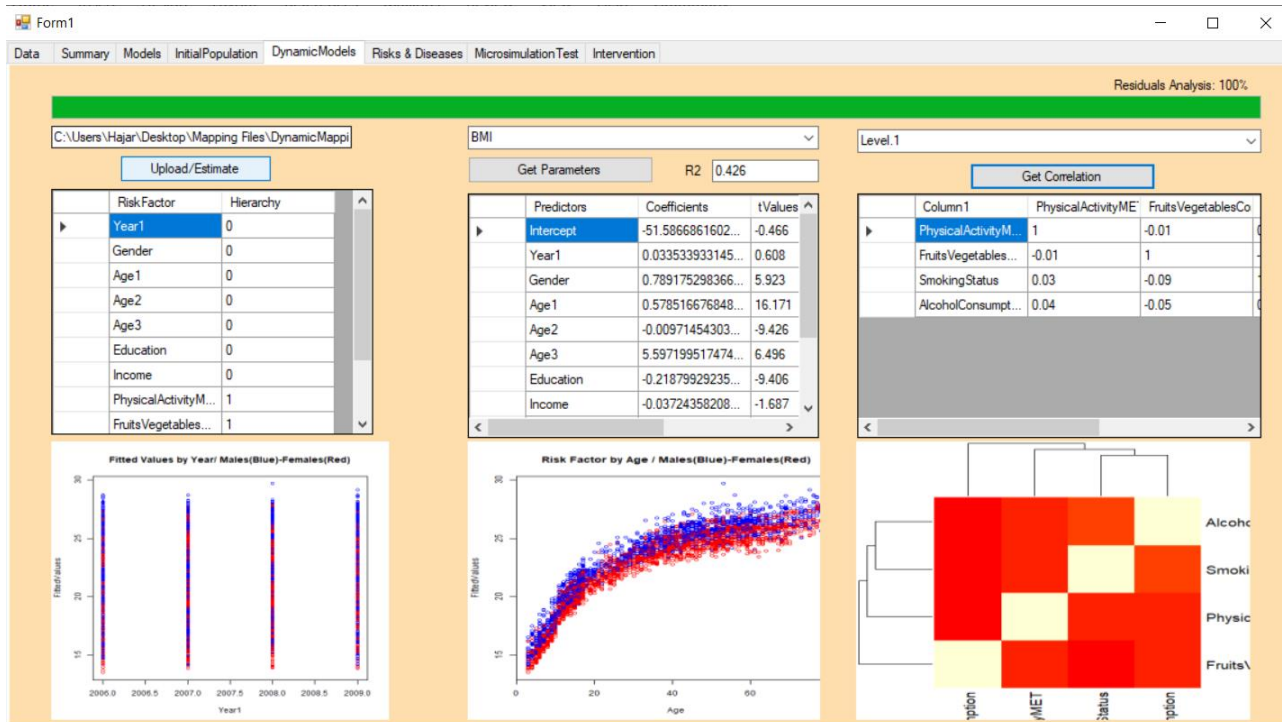 Form1
Data Summary Models InitialPopulation DynamicModels Risks & Diseases MicrosimulationTest Intervention
Residuals Analysis: 100%
C:\Users\Hajar\Desktop\Mapping Files\DynamicMappi
Upload/Estimate
RiskFactor Hierarchy
Year1 0
Gender 0
Age1 0
Age2 0
Age3 0
Education 0
Income 0
PhysicalActivityM... 1
FruitsVegetables... 1
BMI
Get Parameters R2 0.426
Predictors Coefficients tValues
Intercept -51.5866861602... -0.466
Year1 0.033533933145... 0.608
Gender 0.789175298366... 5.923
Age1 0.578516676848... 16.171
Age2 -0.00971454303... -9.426
Age3 5.597199517474... 6.496
Education -0.21879929235... -9.406
Income -0.03724358208... -1.687
Level.1
Get Correlation
Column1 PhysicalActivityME FruitsVegetablesCo
PhysicalActivityM... 1 -0.01
FruitsVegetables... -0.01 1
SmokingStatus 0.03 -0.09
AlcoholConsumpt... 0.04 -0.05
Fitted Values by Year/ Males(Blue)-Females(Red)
FittedValues
30
25
20
15
2006.0 2006.5 2007.0 2007.5 2008.0 2008.5 2009.0
Year1
Risk Factor by Age / Males(Blue)-Females(Red)
FittedValues
30
25
20
15
0 20 40 60
Age
Alcoho
Smoki
Physic
FruitsV
mption
yMET
Status
mption